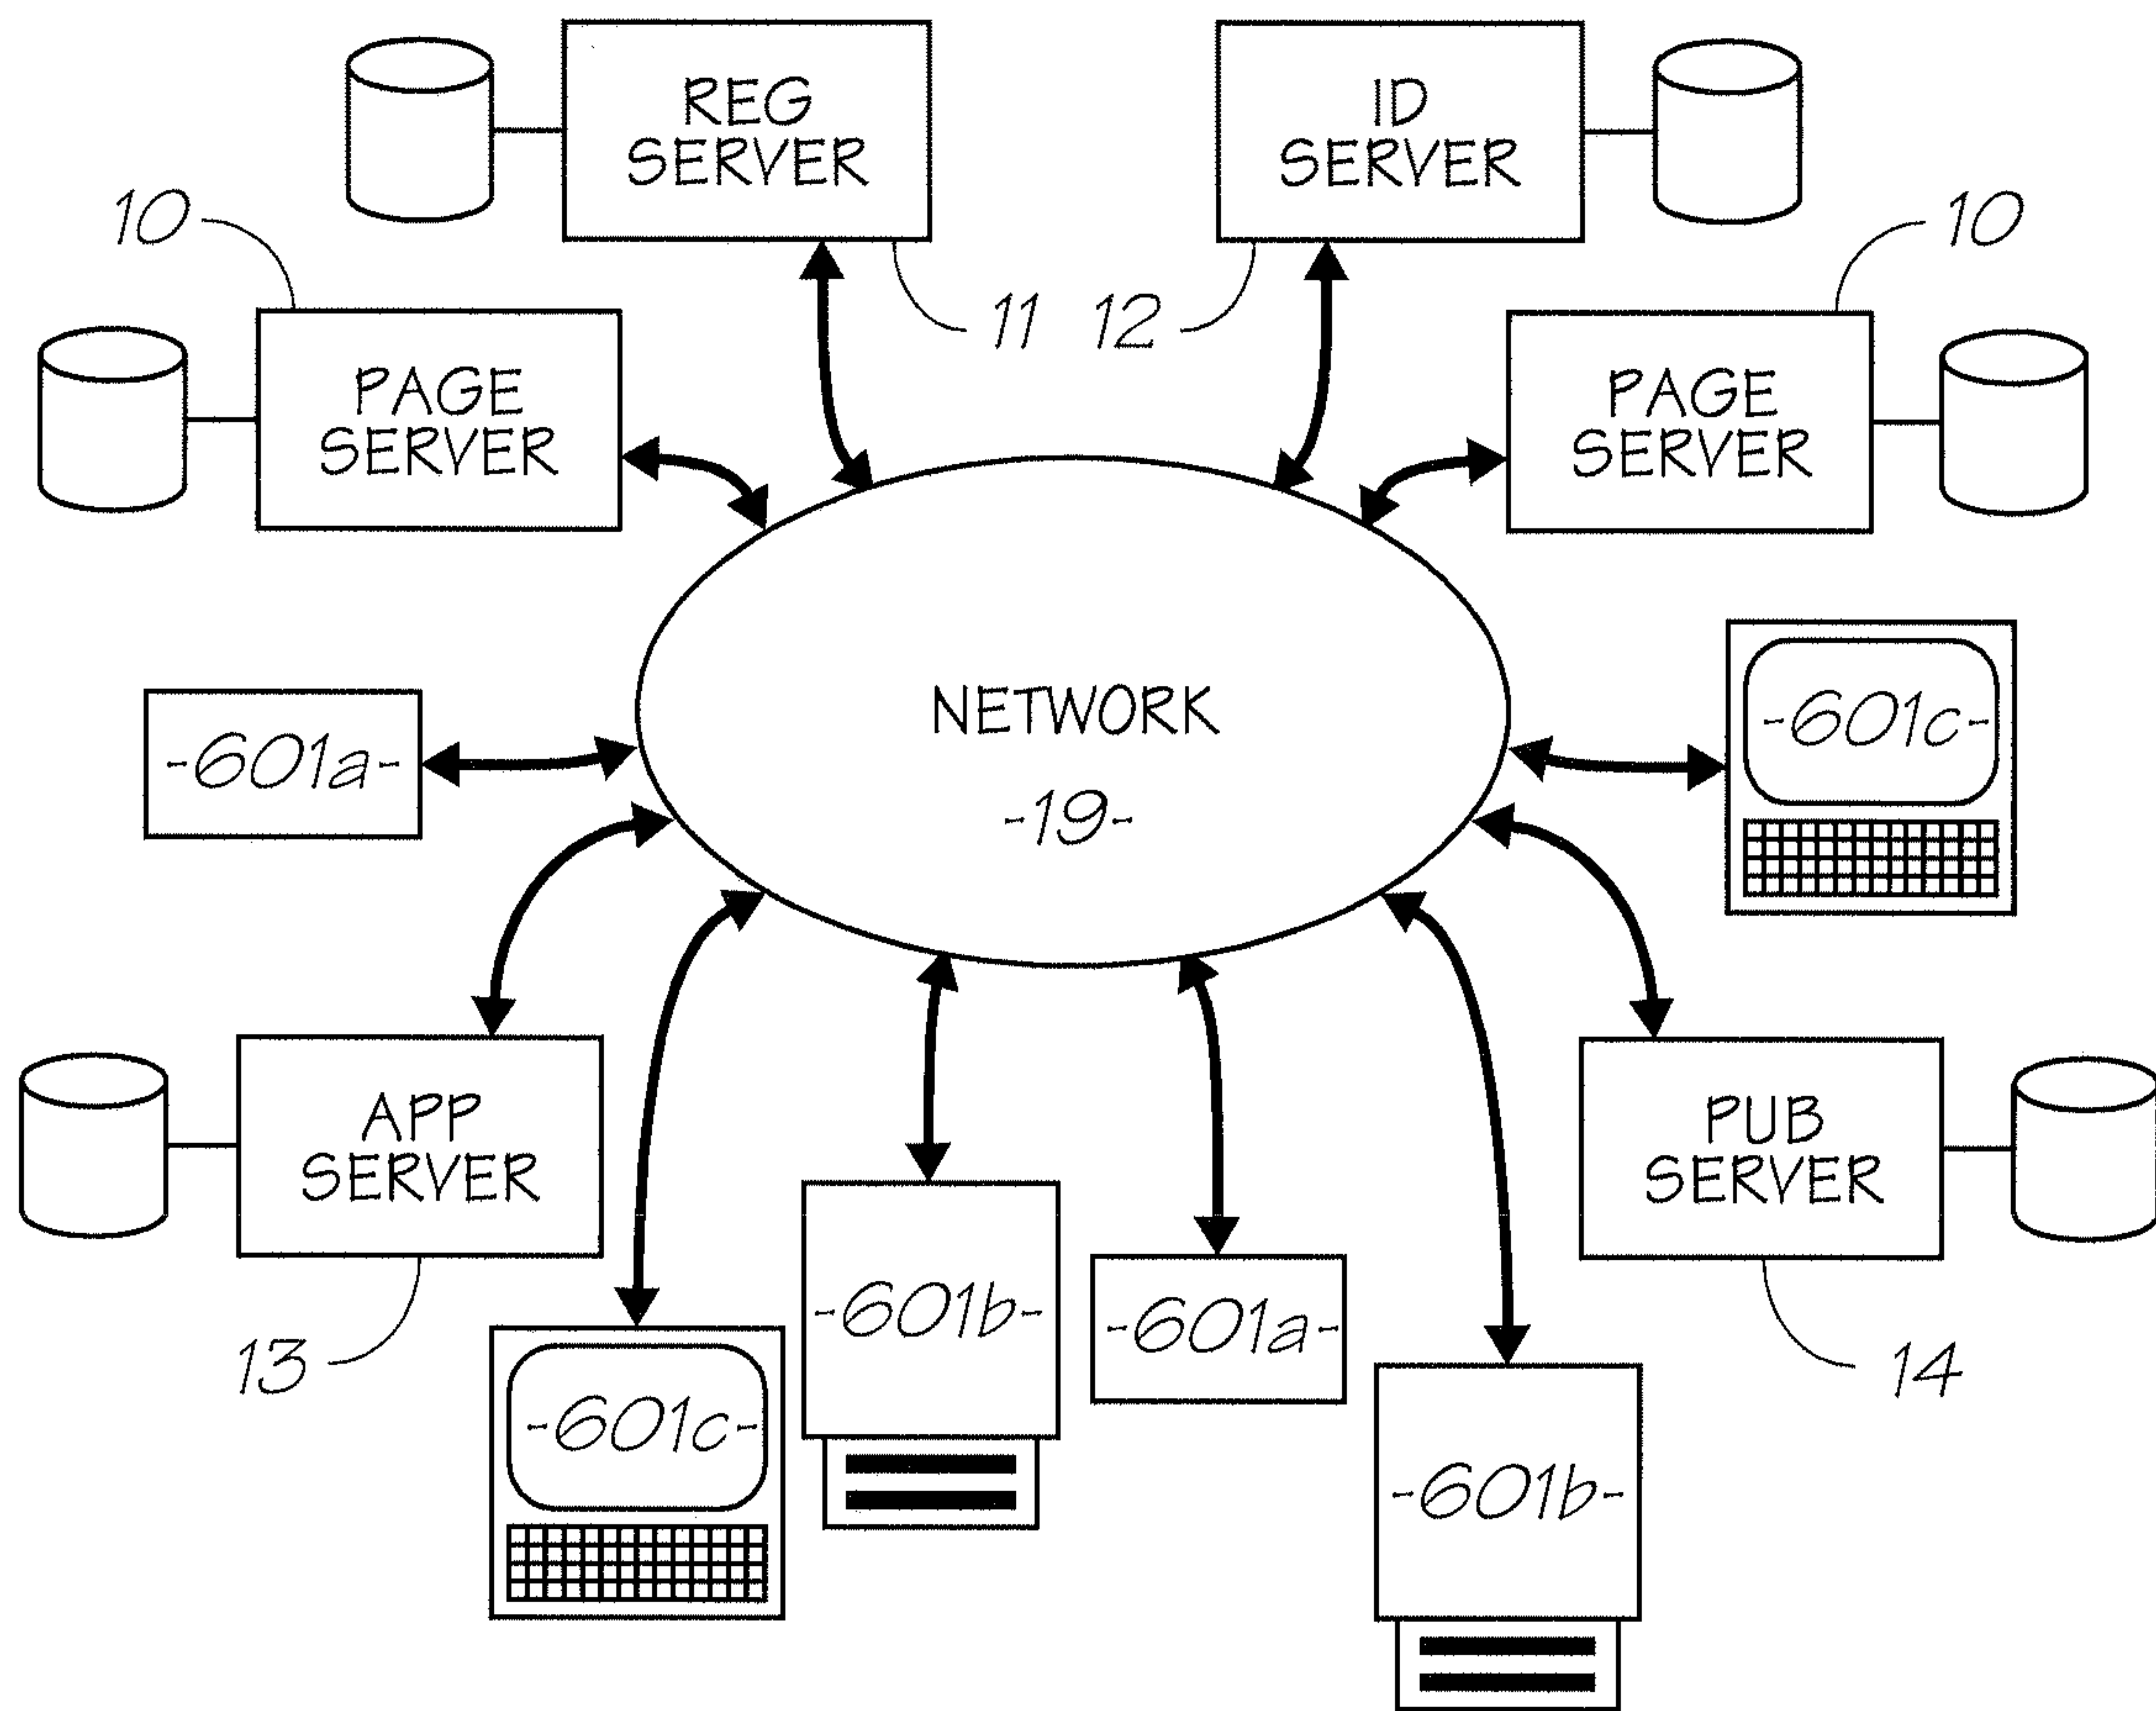 REG
SERVER
ID
SERVER
10
10
11
12
PAGE
SERVER
PAGE
SERVER
NETWORK
-19-
-601a-
-601c-
APP
SERVER
PUB
SERVER
-601b-
-601a-
13
14
-601c-
-601b-